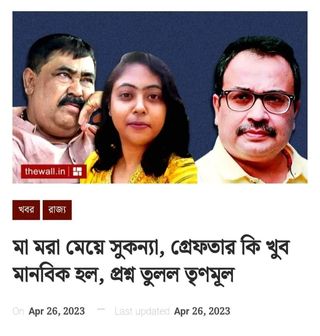 thewall.in
খবর রাজ্য
মা মরা মেয়ে সুকন্যা, গ্রেফতার কি খুব
মানবিক হল, প্রশ্ন তুলল তৃণমূল
On Apr 26, 2023 — Last updated Apr 26, 2023